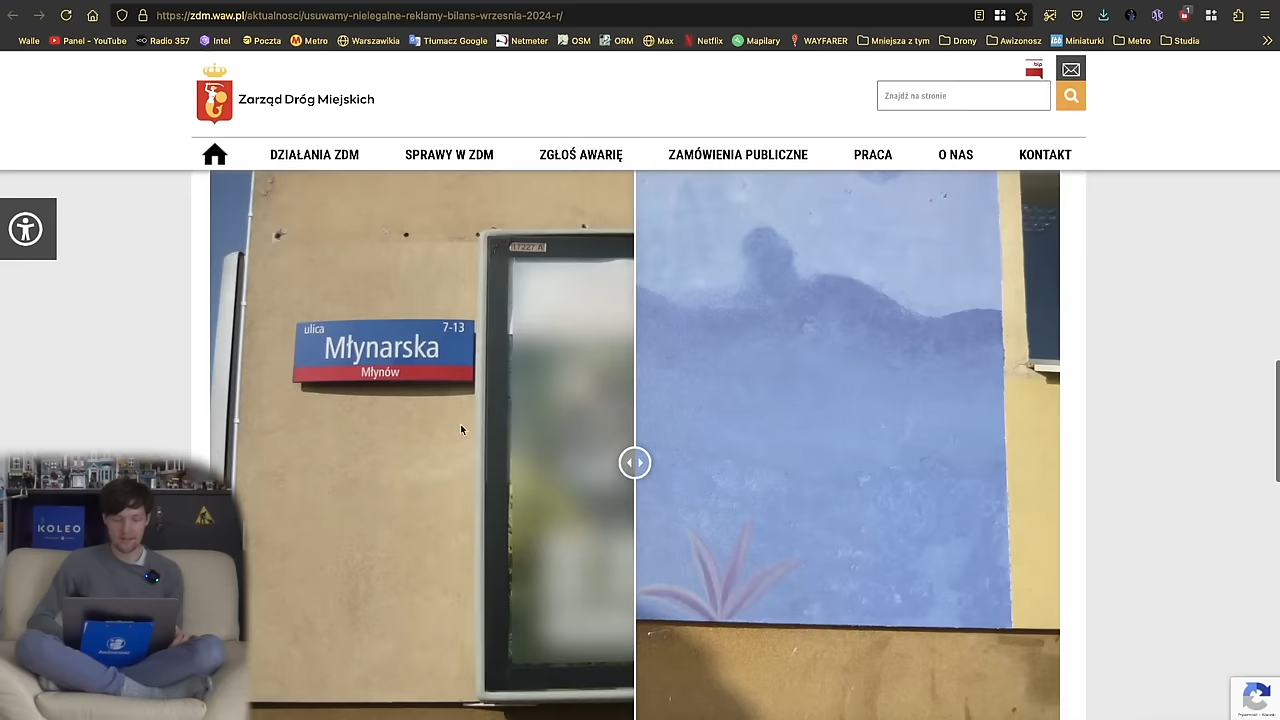 https://zdm.waw.pl/aktualnosci/usuwamy-nielegalne-reklamy-bilans-wrzesnia-2024-r/
Walle Panel - YouTube Radio 357 Intel Poczta Metro Warszawikia Tłumacz Google Netmeter OSM ORM Max Netflix Mapillary WAYFARER Mniejsza z tym Drony Awizonosz Miniaturki Metro Studia
bip
Zarząd Dróg Miejskich
Znajdź na stronie
DZIAŁANIA ZDM SPRAWY W ZDM ZGŁOŚ AWARIĘ ZAMÓWIENIA PUBLICZNE PRACA O NAS KONTAKT
ulica 7-13
Młynarska
Młynów
KOLEO